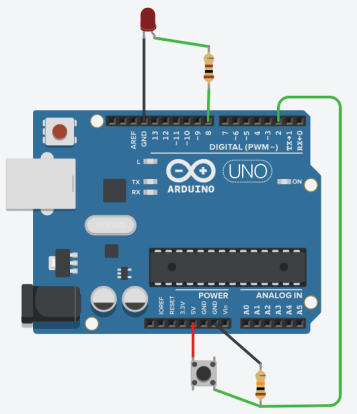 AREF
GND
13
12
~11
~10
~9
8
7
~6
~5
4
~3
2
TX→1
RX←0
DIGITAL (PWM~)
L
TX
RX
ARDUINO
UNO
ON
IOREF
RESET
3.3V
5V
GND
GND
Vin
POWER
ANALOG IN
A0
A1
A2
A3
A4
A5